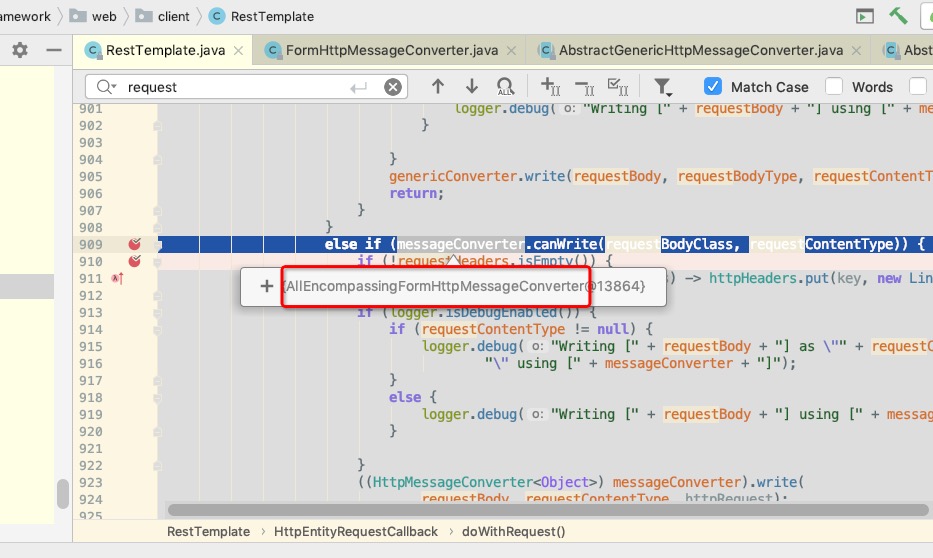 amework web client RestTemplate
RestTemplate.java FormHttpMessageConverter.java AbstractGenericHttpMessageConverter.java Abst
request Match Case Words
901 logger.debug( o: "Writing [" + requestBody + "] using [" + me
902 }
903
904 }
905 genericConverter.write(requestBody, requestBodyType, requestContentT
906 return;
907 }
908 }
909 else if (messageConverter.canWrite(requestBodyClass, requestContentType)) {
910 if (!requestHeaders.isEmpty()) {
911 ) -> httpHeaders.put(key, new Lin
+ {AllEncompassingFormHttpMessageConverter@13864}
912
913 if (logger.isDebugEnabled()) {
914 if (requestContentType != null) {
915 logger.debug( o: "Writing [" + requestBody + "] as \"" + requestC
916 "\" using [" + messageConverter + "]");
917 }
918 else {
919 logger.debug( o: "Writing [" + requestBody + "] using [" + messag
920 }
921
922 }
923 ((HttpMessageConverter<Object>) messageConverter).write(
924 requestBody, requestContentType, httpRequest);
925
RestTemplate HttpEntityRequestCallback doWithRequest()